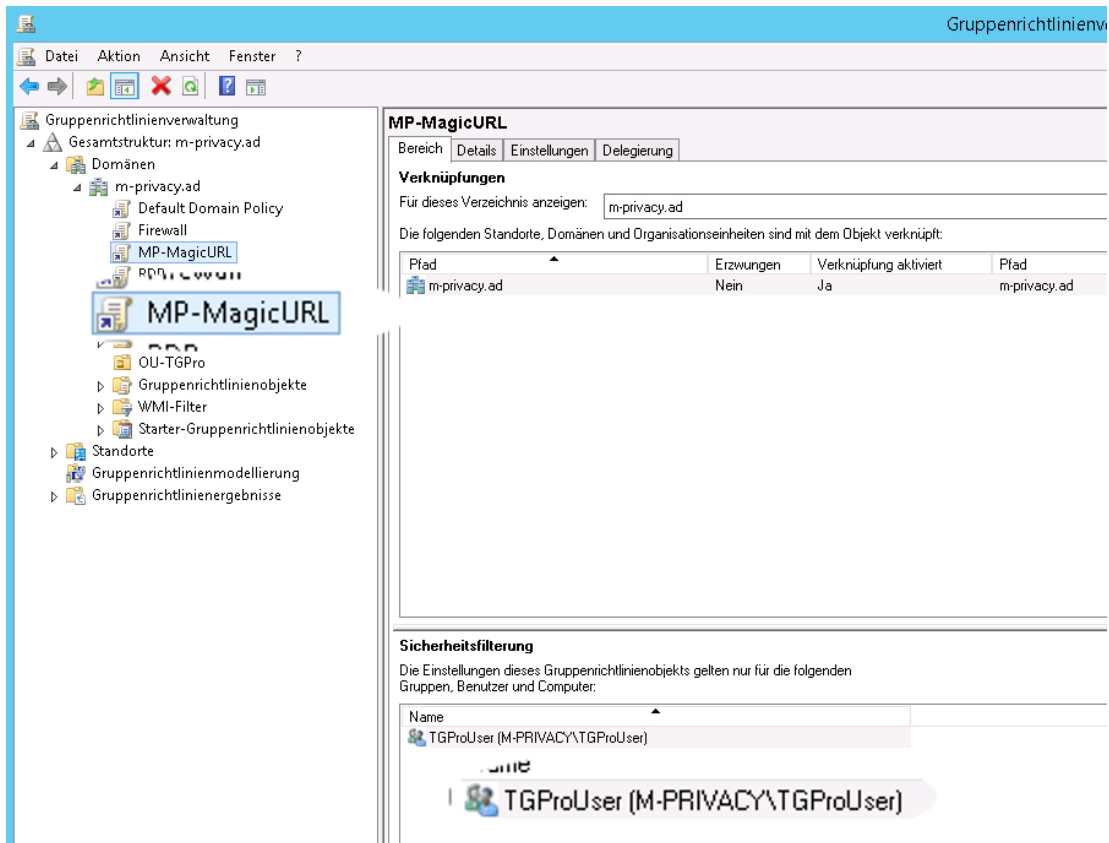 Gruppenrichtlinienv
Datei Aktion Ansicht Fenster ?
Gruppenrichtlinienverwaltung
Gesamtstruktur: m-privacy.ad
Domänen
m-privacy.ad
Default Domain Policy
Firewall
MP-MagicURL
MP-MagicURL
OU-TGPro
Gruppenrichtlinienobjekte
WMI-Filter
Starter-Gruppenrichtlinienobjekte
Standorte
Gruppenrichtlinienmodellierung
Gruppenrichtlinienergebnisse
MP-MagicURL
Bereich Details Einstellungen Delegierung
Verknüpfungen
Für dieses Verzeichnis anzeigen: m-privacy.ad
Die folgenden Standorte, Domänen und Organisationseinheiten sind mit dem Objekt verknüpft:
Pfad Erzwungen Verknüpfung aktiviert Pfad
m-privacy.ad Nein Ja m-privacy.ad
Sicherheitsfilterung
Die Einstellungen dieses Gruppenrichtlinienobjekts gelten nur für die folgenden
Gruppen, Benutzer und Computer:
Name
TGProUser (M-PRIVACY\TGProUser)
TGProUser (M-PRIVACY\TGProUser)